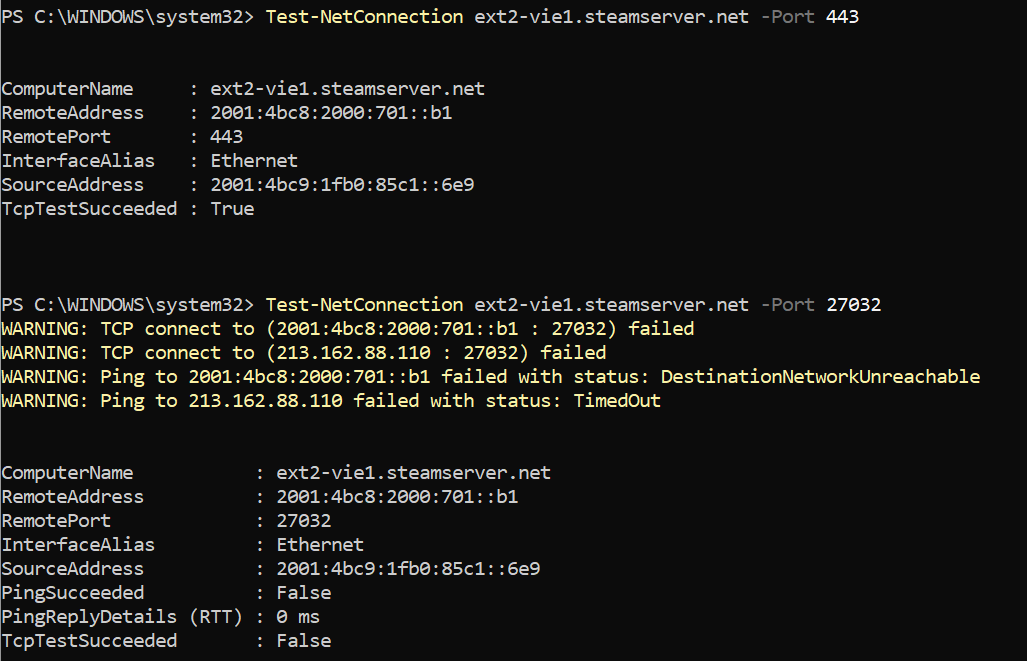 PS C:\WINDOWS\system32> Test-NetConnection ext2-vie1.steamserver.net -Port 443
ComputerName     : ext2-vie1.steamserver.net
RemoteAddress    : 2001:4bc8:2000:701::b1
RemotePort       : 443
InterfaceAlias   : Ethernet
SourceAddress    : 2001:4bc9:1fb0:85c1::6e9
TcpTestSucceeded : True
PS C:\WINDOWS\system32> Test-NetConnection ext2-vie1.steamserver.net -Port 27032
WARNING: TCP connect to (2001:4bc8:2000:701::b1 : 27032) failed
WARNING: TCP connect to (213.162.88.110 : 27032) failed
WARNING: Ping to 2001:4bc8:2000:701::b1 failed with status: DestinationNetworkUnreachable
WARNING: Ping to 213.162.88.110 failed with status: TimedOut
ComputerName           : ext2-vie1.steamserver.net
RemoteAddress          : 2001:4bc8:2000:701::b1
RemotePort             : 27032
InterfaceAlias         : Ethernet
SourceAddress          : 2001:4bc9:1fb0:85c1::6e9
PingSucceeded          : False
PingReplyDetails (RTT) : 0 ms
TcpTestSucceeded       : False